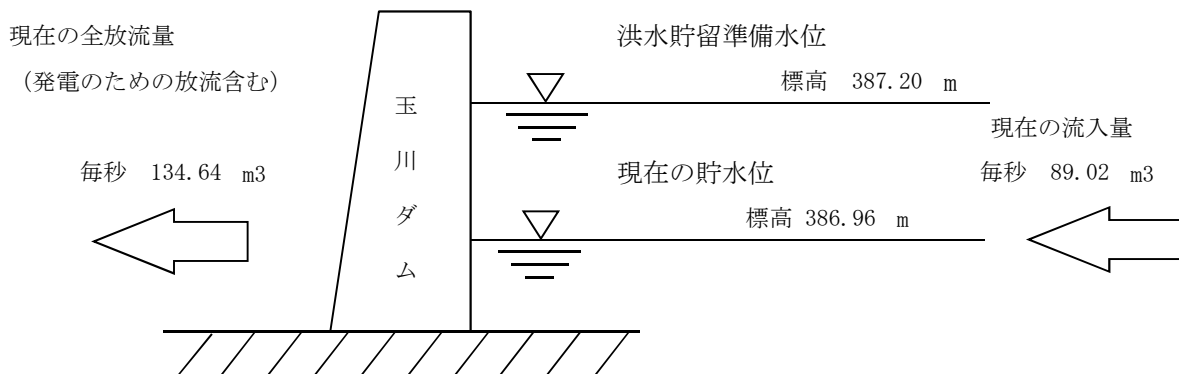 現在の全放流量
（発電のための放流含む）
毎秒 134.64 m3
玉川ダム
洪水貯留準備水位
標高 387.20 m
現在の貯水位
標高 386.96 m
現在の流入量
毎秒 89.02 m3